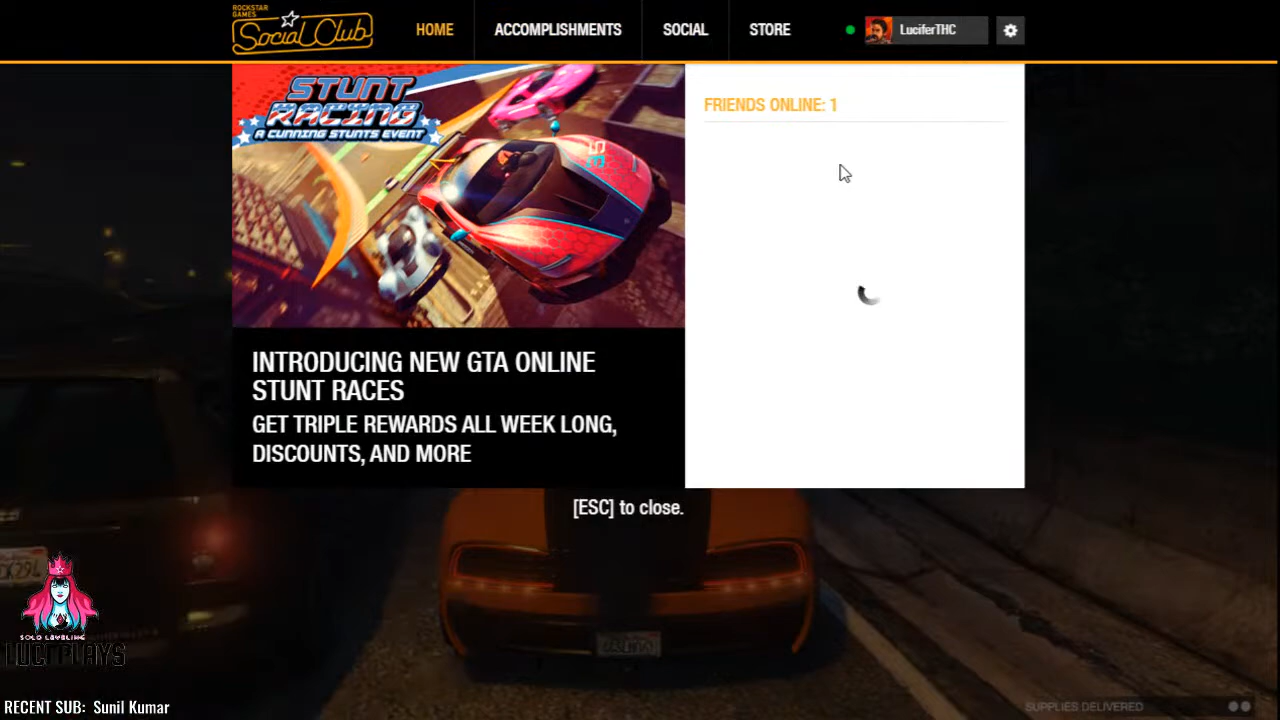 ROCKSTAR
GAMES
Social Club
HOME
ACCOMPLISHMENTS
SOCIAL
STORE
LuciferTHC
STUNT
RACING
A CUNNING STUNTS EVENT
FRIENDS ONLINE: 1
INTRODUCING NEW GTA ONLINE
STUNT RACES
GET TRIPLE REWARDS ALL WEEK LONG,
DISCOUNTS, AND MORE
[ESC] to close.
SOLO LEVELING
LUCI PLAYS
RECENT SUB: Sunil Kumar
SUPPLIES DELIVERED